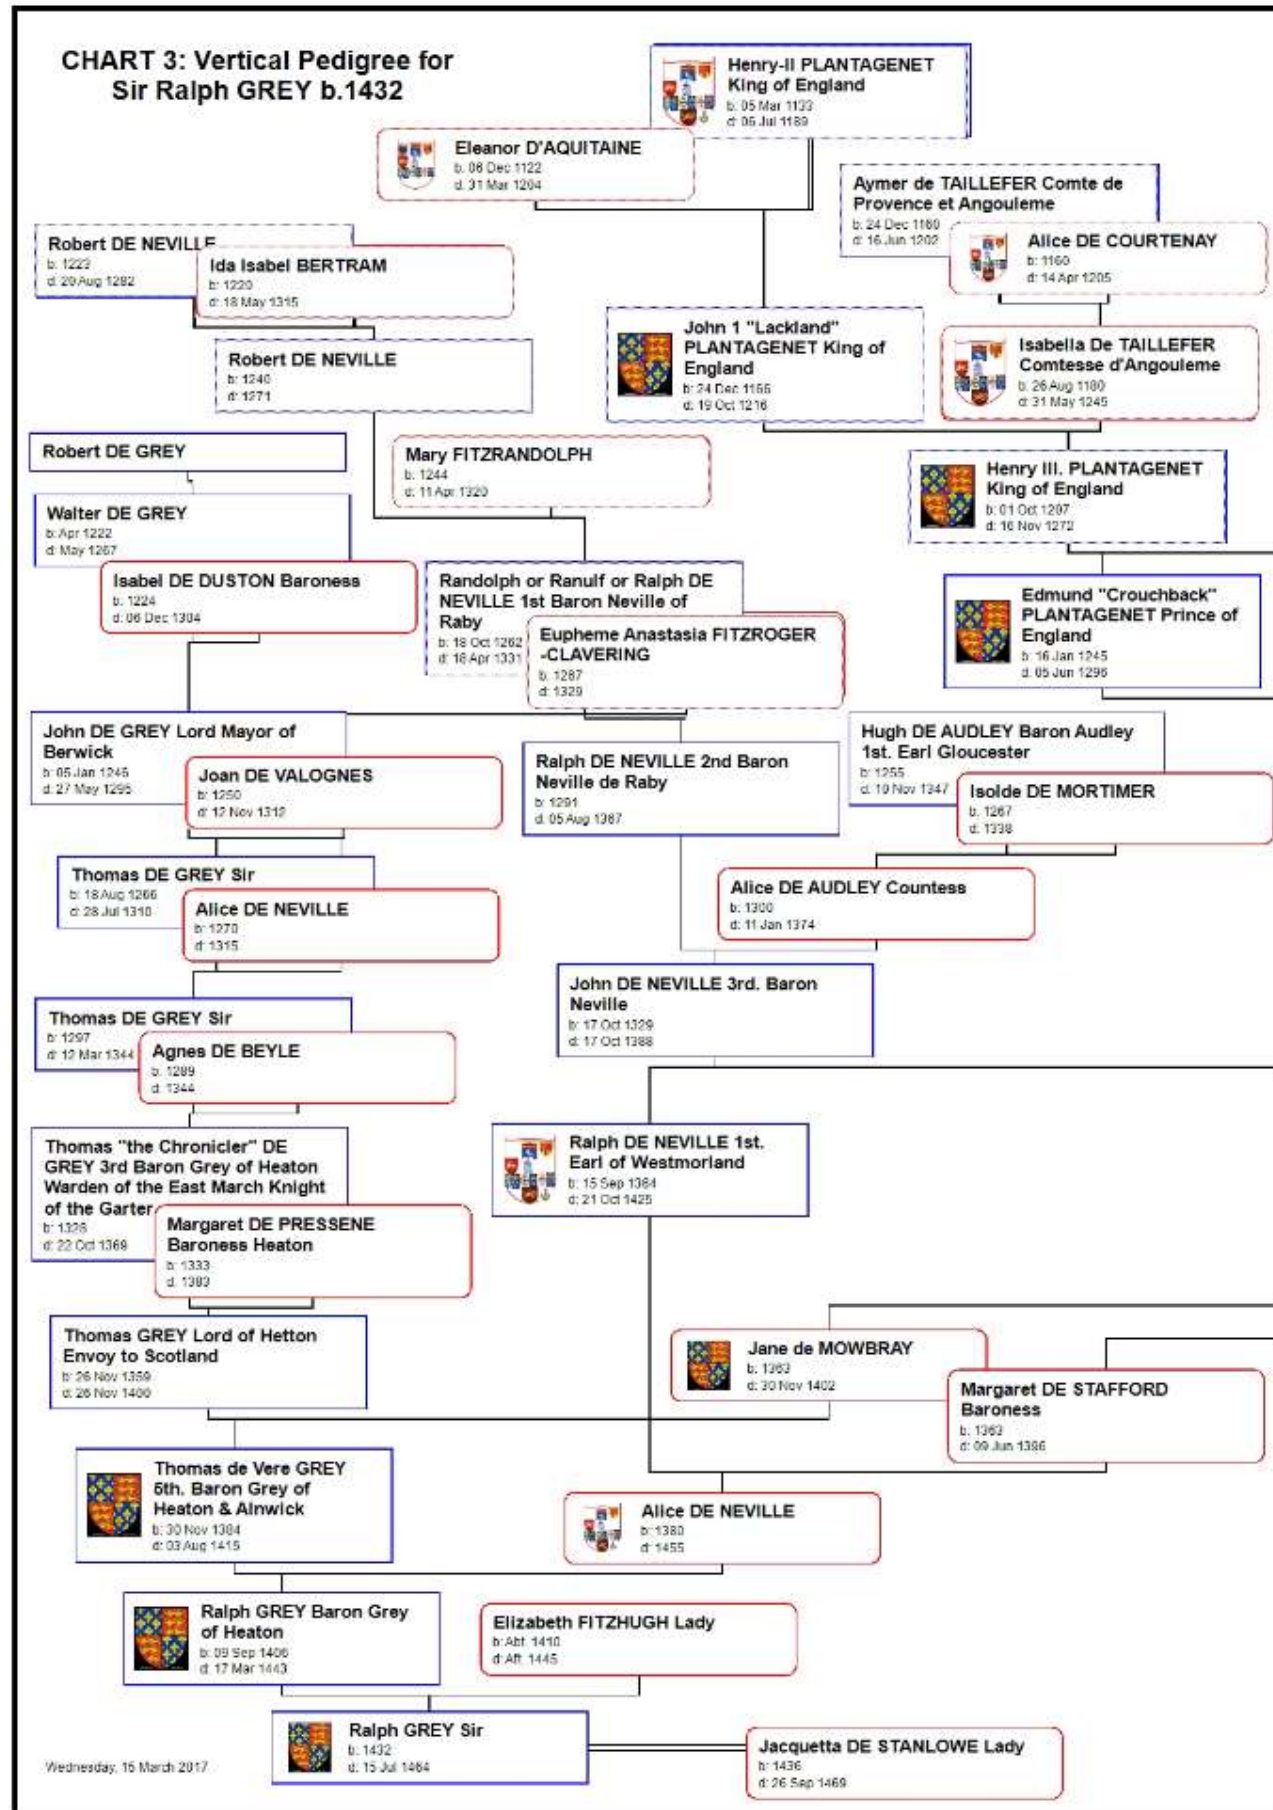 CHART 3: Vertical Pedigree for
Sir Ralph GREY b.1432
Henry-II PLANTAGENET
King of England
b: 05 Mar 1133
d: 06 Jul 1189
Eleanor D'AQUITAINE
b. 06 Dec 1122
d. 31 Mar 1204
Aymer de TAILLEFER Comte de
Provence et Angouleme
b: 24 Dec 1160
d: 16 Jun 1202
Alice DE COURTENAY
b: 1160
d: 14 Apr 1205
Robert DE NEVILLE
b: 1223
d: 20 Aug 1282
Ida Isabel BERTRAM
b: 1220
d: 18 May 1315
John 1 "Lackland"
PLANTAGENET King of
England
b: 24 Dec 1166
d: 19 Oct 1216
Isabella De TAILLEFER
Comtesse d'Angouleme
b: 26 Aug 1180
d: 31 May 1245
Robert DE NEVILLE
b: 1240
d: 1271
Robert DE GREY
Mary FITZRANDOLPH
b: 1244
d: 11 Apr 1320
Henry III. PLANTAGENET
King of England
b: 01 Oct 1207
d: 16 Nov 1272
Walter DE GREY
b: Apr 1222
d: May 1267
Isabel DE DUSTON Baroness
b: 1224
d: 06 Dec 1304
Randolph or Ranulf or Ralph DE
NEVILLE 1st Baron Neville of
Raby
b: 18 Oct 1262
d: 18 Apr 1331
Eupheme Anastasia FITZROGER
-CLAVERING
b: 1267
d: 1329
Edmund "Crouchback"
PLANTAGENET Prince of
England
b: 16 Jan 1245
d: 05 Jun 1296
John DE GREY Lord Mayor of
Berwick
b: 05 Jan 1246
d: 27 May 1295
Joan DE VALOGNES
b: 1250
d: 12 Nov 1312
Ralph DE NEVILLE 2nd Baron
Neville de Raby
b: 1291
d: 05 Aug 1367
Hugh DE AUDLEY Baron Audley
1st. Earl Gloucester
b: 1255
d: 10 Nov 1347
Isolde DE MORTIMER
b: 1267
d: 1338
Thomas DE GREY Sir
b: 18 Aug 1266
d: 28 Jul 1310
Alice DE NEVILLE
b: 1270
d: 1315
Alice DE AUDLEY Countess
b: 1300
d: 11 Jan 1374
John DE NEVILLE 3rd. Baron
Neville
b: 17 Oct 1329
d: 17 Oct 1388
Thomas DE GREY Sir
b: 1297
d: 12 Mar 1344
Agnes DE BEYLE
b: 1289
d: 1344
Thomas "the Chronicler" DE
GREY 3rd Baron Grey of Heaton
Warden of the East March Knight
of the Garter
b: 1328
d: 22 Oct 1369
Margaret DE PRESSENE
Baroness Heaton
b: 1333
d: 1383
Ralph DE NEVILLE 1st.
Earl of Westmorland
b: 15 Sep 1364
d: 21 Oct 1425
Thomas GREY Lord of Hetton
Envoy to Scotland
b: 26 Nov 1359
d: 26 Nov 1400
Jane de MOWBRAY
b: 1363
d: 30 Nov 1402
Margaret DE STAFFORD
Baroness
b: 1363
d: 09 Jun 1396
Thomas de Vere GREY
5th. Baron Grey of
Heaton & Alnwick
b: 30 Nov 1384
d: 03 Aug 1415
Alice DE NEVILLE
b: 1380
d: 1455
Ralph GREY Baron Grey
of Heaton
b: 09 Sep 1406
d: 17 Mar 1443
Elizabeth FITZHUGH Lady
b: Abt. 1410
d: Aft. 1445
Ralph GREY Sir
b: 1432
d: 15 Jul 1464
Jacquetta DE STANLOWE Lady
b: 1436
d: 26 Sep 1469
Wednesday, 15 March 2017